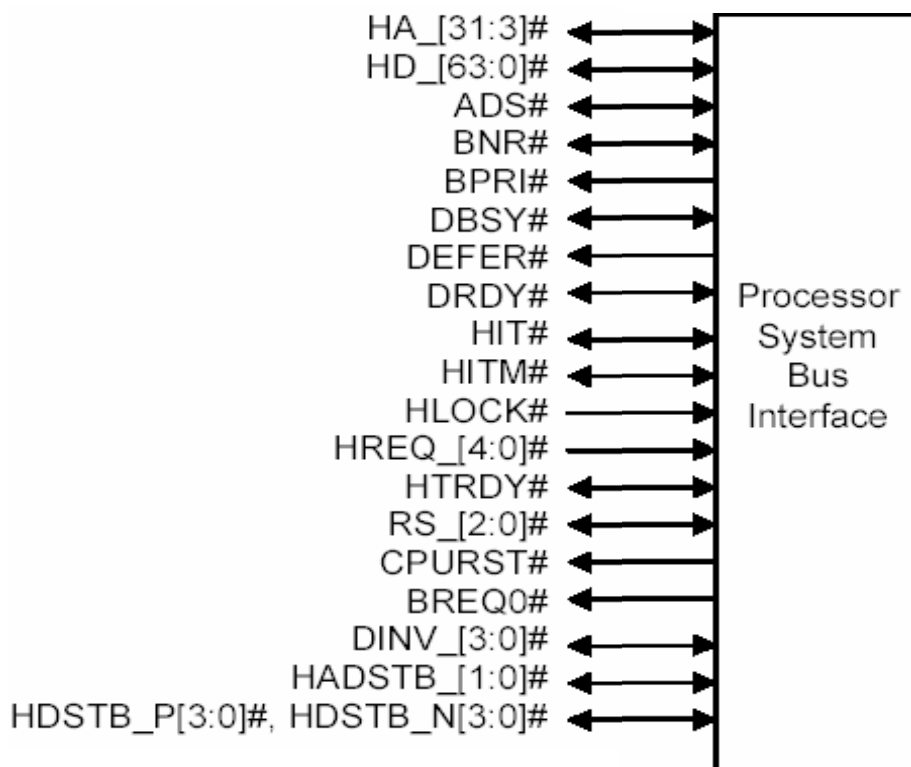 HA_[31:3]#
HD_[63:0]#
ADS#
BNR#
BPRI#
DBSY#
DEFER#
DRDY#
HIT#
HITM#
HLOCK#
HREQ_[4:0]#
HTRDY#
RS_[2:0]#
CPURST#
BREQ0#
DINV_[3:0]#
HADSTB_[1:0]#
HDSTB_P[3:0]#, HDSTB_N[3:0]#
Processor
System
Bus
Interface